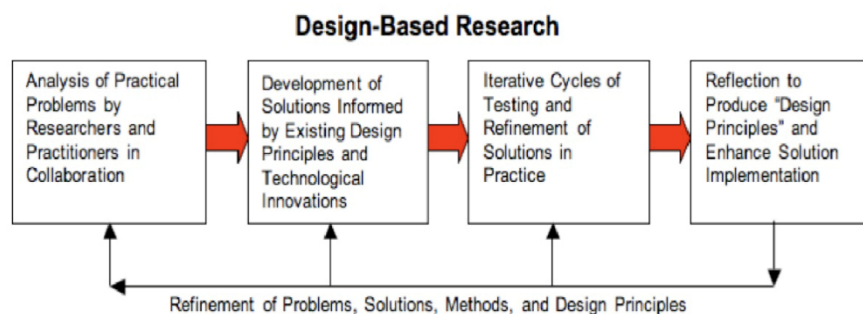 Design-Based Research
Analysis of Practical
Problems by
Researchers and
Practitioners in
Collaboration
Development of
Solutions Informed
by Existing Design
Principles and
Technological
Innovations
Iterative Cycles of
Testing and
Refinement of
Solutions in
Practice
Reflection to
Produce “Design
Principles” and
Enhance Solution
Implementation
Refinement of Problems, Solutions, Methods, and Design Principles